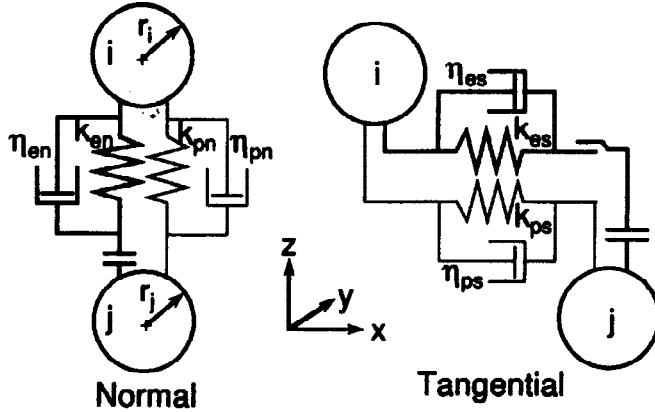 r_i
i
η_en
k_en
k_pn
η_pn
r_j
j
Normal
z
y
x
i
η_es
k_es
k_ps
η_ps
j
Tangential